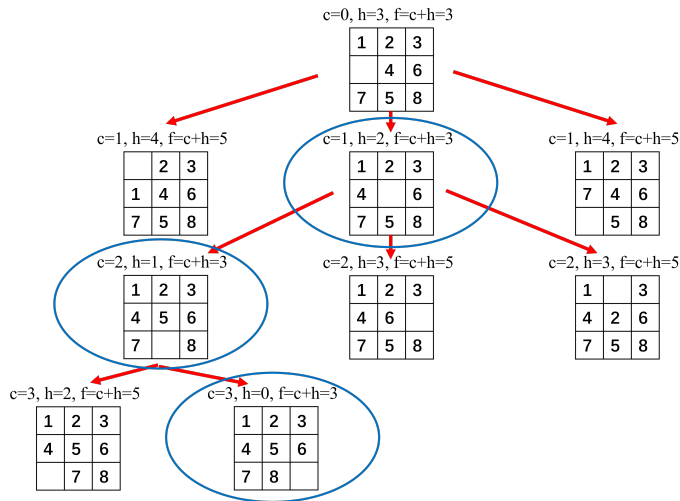 c=0, h=3, f=c+h=3
1 2 3
4 6
7 5 8
c=1, h=4, f=c+h=5
2 3
1 4 6
7 5 8
c=1, h=2, f=c+h=3
1 2 3
4 6
7 5 8
c=1, h=4, f=c+h=5
1 2 3
7 4 6
5 8
c=2, h=1, f=c+h=3
1 2 3
4 5 6
7 8
c=2, h=3, f=c+h=5
1 2 3
4 6
7 5 8
c=2, h=3, f=c+h=5
1 3
4 2 6
7 5 8
c=3, h=2, f=c+h=5
1 2 3
4 5 6
7 8
c=3, h=0, f=c+h=3
1 2 3
4 5 6
7 8